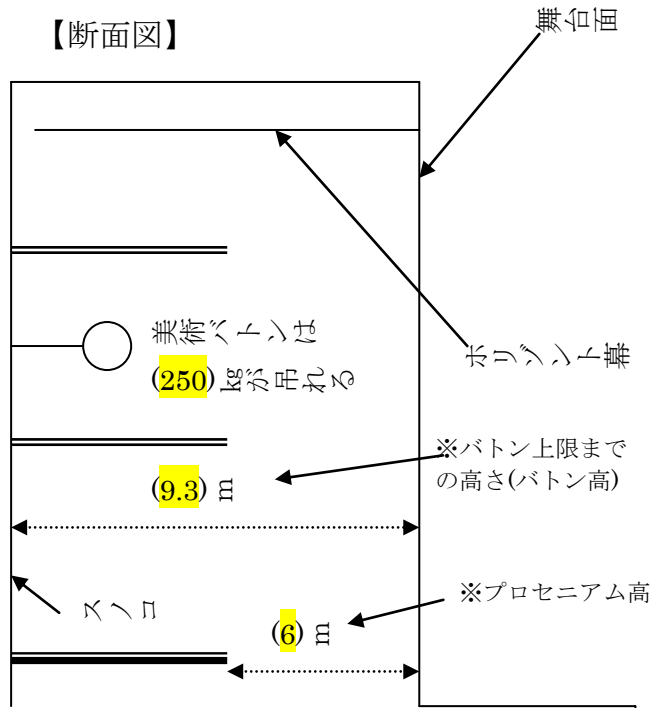 【断面図】
舞台面
美術バトンは
(250) kgが吊れる
ホリゾント幕
※バトン上限まで
の高さ(バトン高)
(9.3) m
スノコ
※プロセニアム高
(6) m